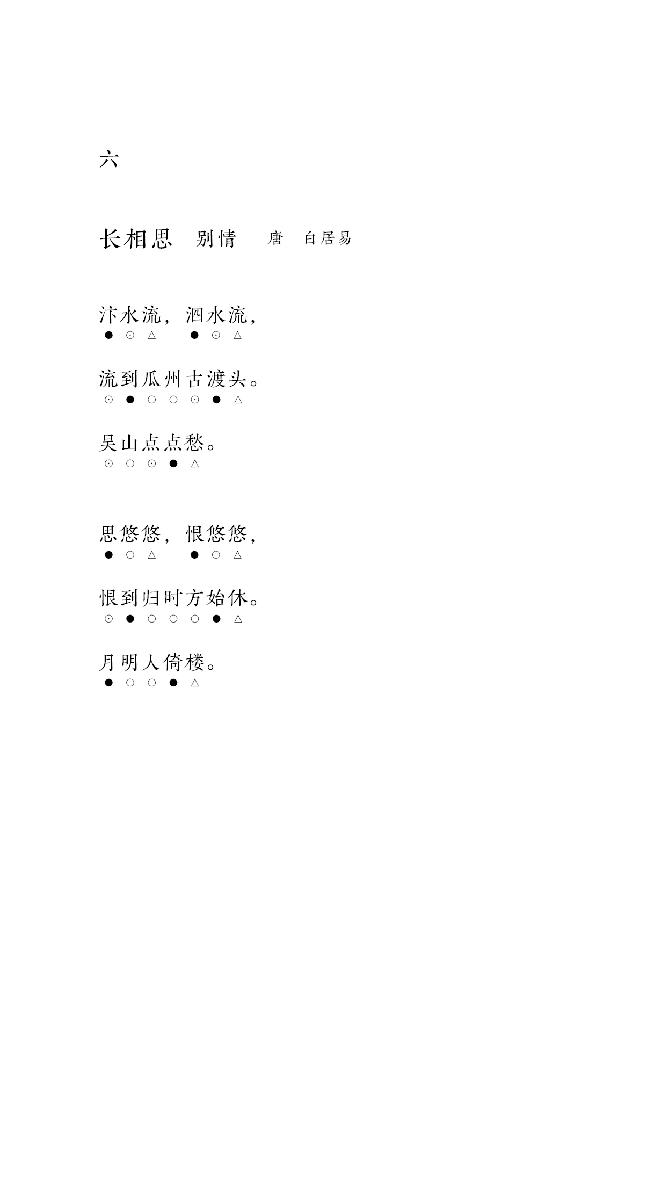 六
长相思 别情 唐 白居易
汴水流，泗水流，
● ⊙ △ ● ⊙ △
流到瓜州古渡头。
⊙ ● ○ ○ ⊙ ● △
吴山点点愁。
⊙ ○ ⊙ ● △
思悠悠，恨悠悠，
● ○ △ ● ○ △
恨到归时方始休。
⊙ ● ○ ○ ○ ● △
月明人倚楼。
● ○ ○ ● △